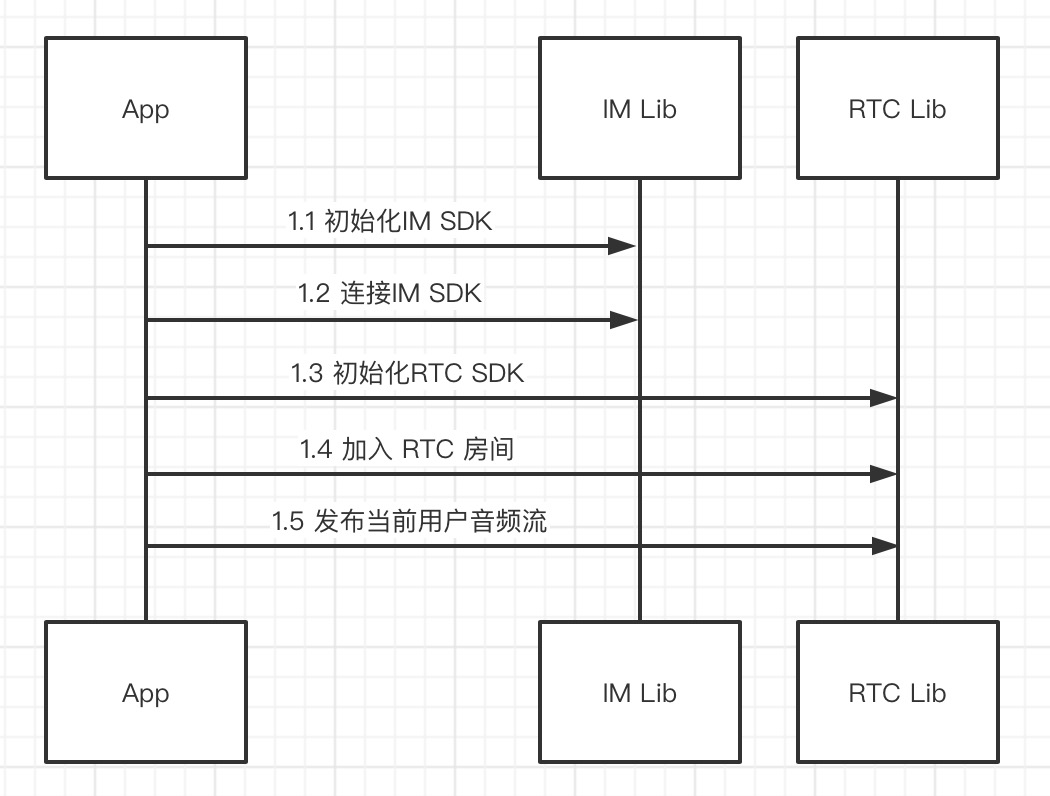 App
IM Lib
RTC Lib
1.1 初始化IM SDK
1.2 连接IM SDK
1.3 初始化RTC SDK
1.4 加入 RTC 房间
1.5 发布当前用户音频流
App
IM Lib
RTC Lib